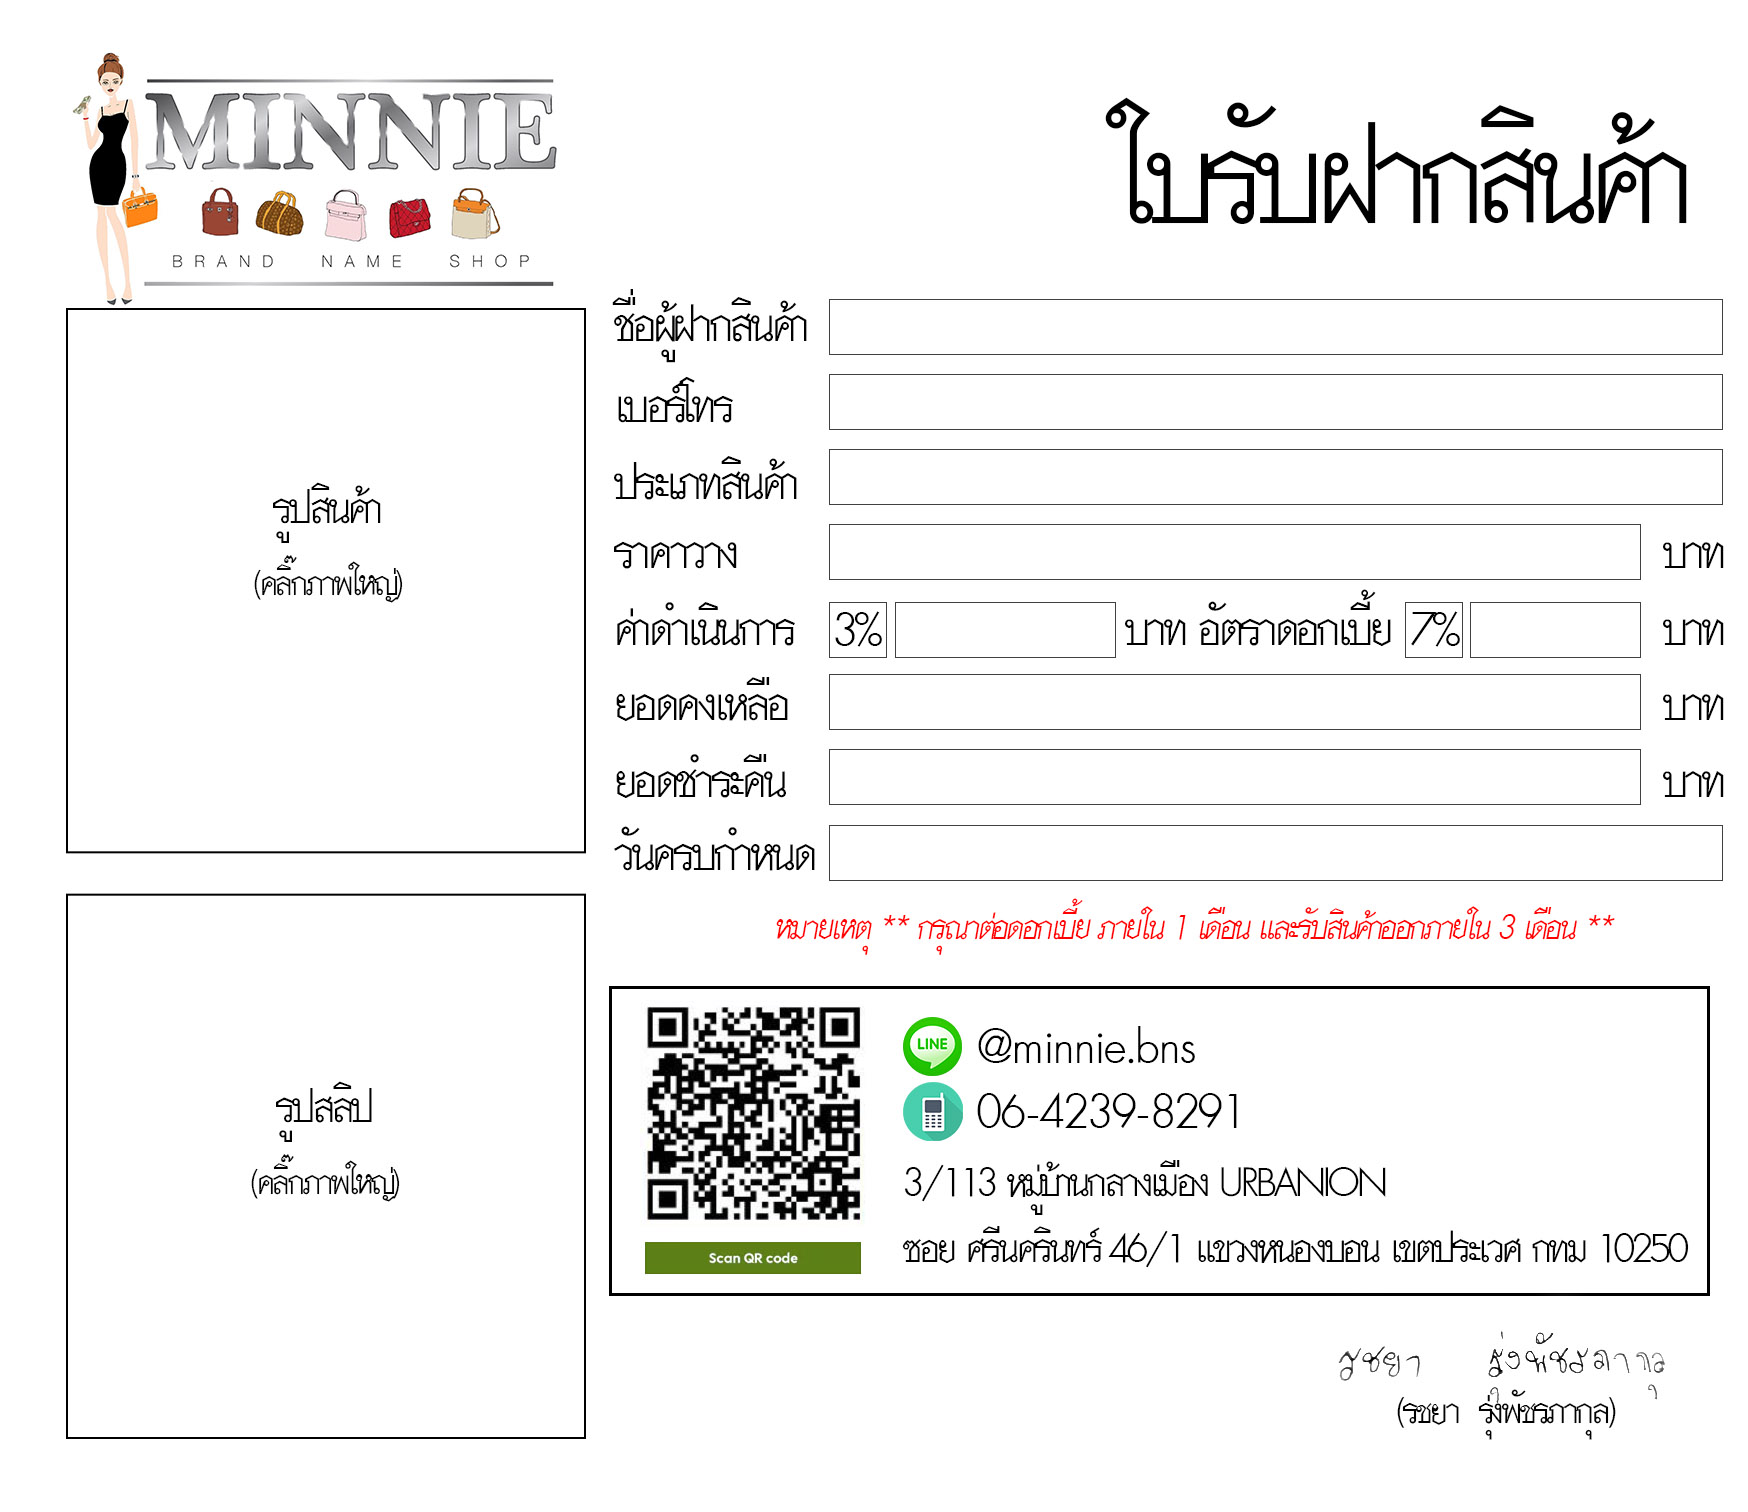 MINNIE
BRAND NAME SHOP
ใบรับฝากสินค้า
ชื่อผู้ฝากสินค้า
เบอร์โทร
ประเภทสินค้า
ราคาวาง บาท
ค่าดำเนินการ 3% บาท อัตราดอกเบี้ย 7% บาท
ยอดคงเหลือ บาท
ยอดชำระคืน บาท
วันครบกำหนด
รูปสินค้า
(คลิ๊กภาพใหญ่)
หมายเหตุ ** กรุณาต่อดอกเบี้ย ภายใน 1 เดือน และรับสินค้าออกภายใน 3 เดือน **
รูปสลิป
(คลิ๊กภาพใหญ่)
LINE @minnie.bns
06-4239-8291
3/113 หมู่บ้านกลางเมือง URBANION
ซอย ศรีนครินทร์ 46/1 แขวงหนองบอน เขตประเวศ กทม 10250
Scan QR code
รชยา รุ่งพัชรภากุล
(รชยา รุ่งพัชรภากุล)